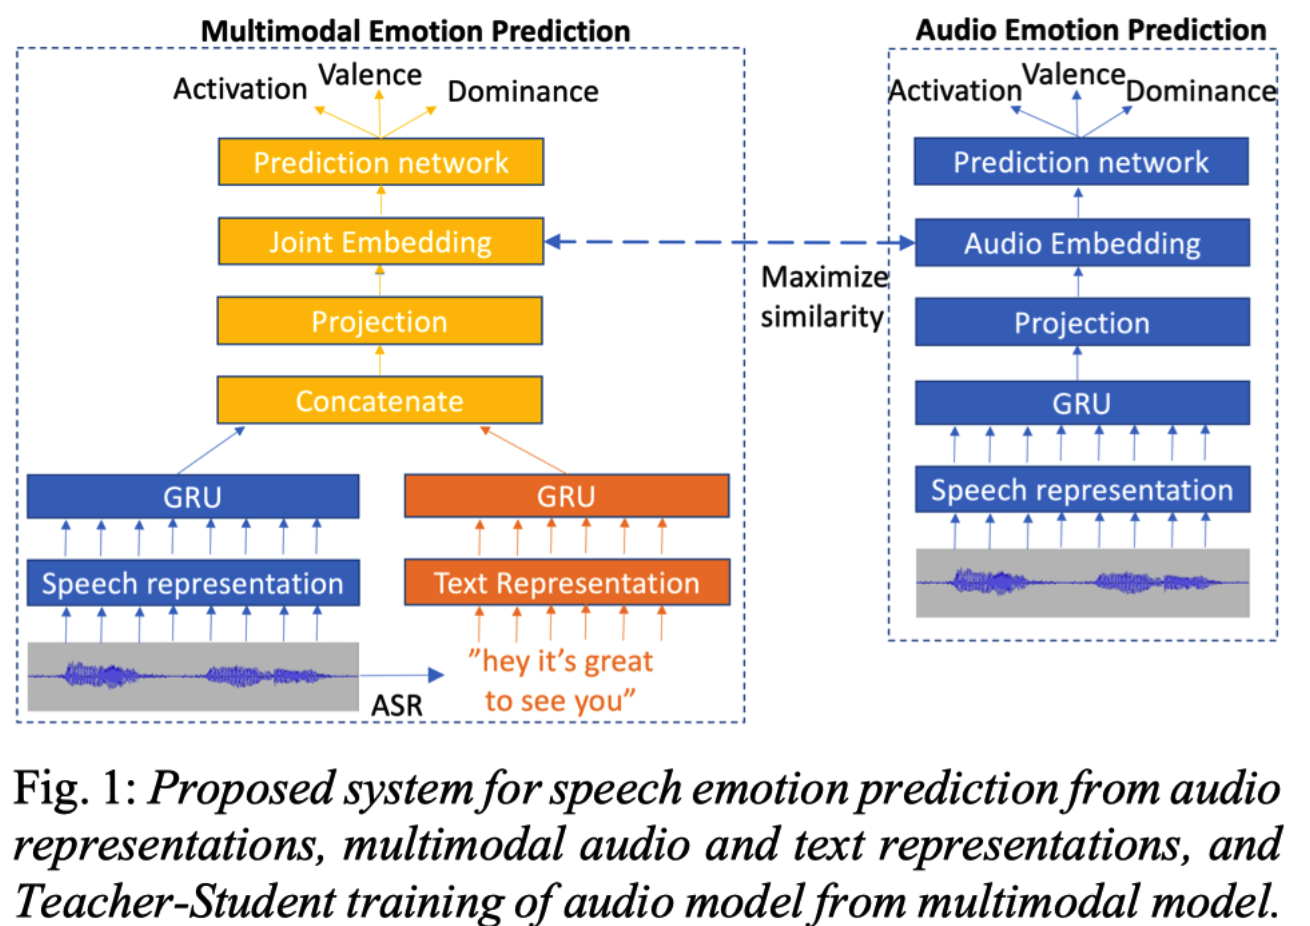 Multimodal Emotion Prediction
Activation
Valence
Dominance
Prediction network
Joint Embedding
Projection
Concatenate
GRU
GRU
Speech representation
Text Representation
ASR
”hey it’s great
to see you”
Maximize
similarity
Audio Emotion Prediction
Activation
Valence
Dominance
Prediction network
Audio Embedding
Projection
GRU
Speech representation
Fig. 1: Proposed system for speech emotion prediction from audio
representations, multimodal audio and text representations, and
Teacher-Student training of audio model from multimodal model.